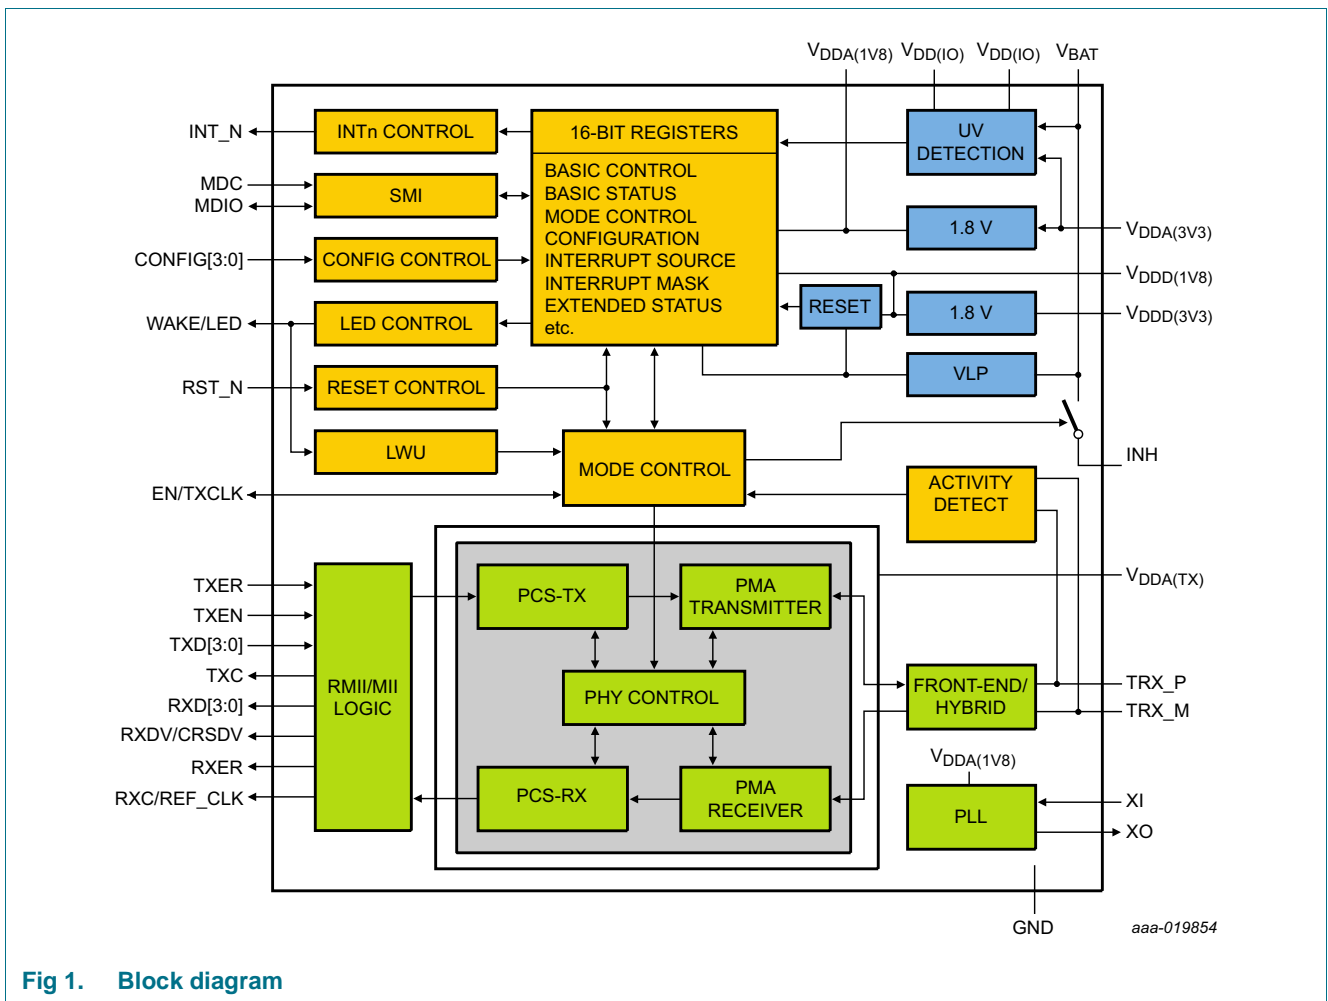 VDDA(1V8) VDD(IO) VDD(IO) VBAT
INT_N
INTn CONTROL
16-BIT REGISTERS
BASIC CONTROL
BASIC STATUS
MODE CONTROL
CONFIGURATION
INTERRUPT SOURCE
INTERRUPT MASK
EXTENDED STATUS
etc.
UV
DETECTION
MDC
MDIO
SMI
1.8 V
VDDA(3V3)
CONFIG[3:0]
CONFIG CONTROL
VDDD(1V8)
WAKE/LED
LED CONTROL
RESET
1.8 V
VDDD(3V3)
RST_N
RESET CONTROL
VLP
LWU
MODE CONTROL
INH
EN/TXCLK
ACTIVITY
DETECT
VDDA(TX)
TXER
TXEN
TXD[3:0]
TXC
RXD[3:0]
RXDV/CRSDV
RXER
RXC/REF_CLK
RMII/MII
LOGIC
PCS-TX
PMA
TRANSMITTER
PHY CONTROL
PCS-RX
PMA
RECEIVER
FRONT-END/
HYBRID
TRX_P
TRX_M
VDDA(1V8)
PLL
XI
XO
GND
aaa-019854
Fig 1. Block diagram